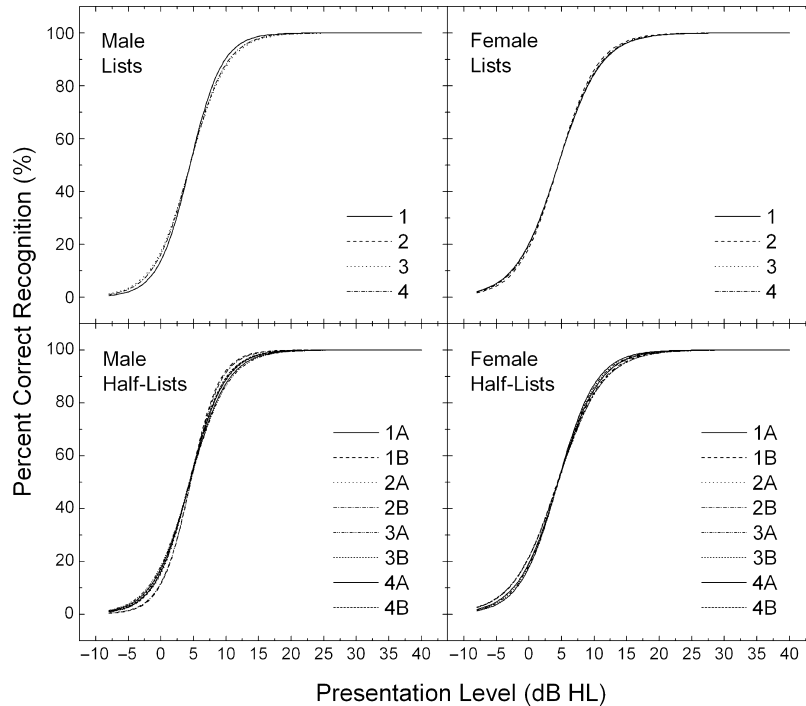 Percent Correct Recognition (%)
100
80
60
40
20
0
Male
Lists
1
2
3
4
Female
Lists
1
2
3
4
100
80
60
40
20
0
Male
Half-Lists
1A
1B
2A
2B
3A
3B
4A
4B
Female
Half-Lists
1A
1B
2A
2B
3A
3B
4A
4B
–10 –5 0 5 10 15 20 25 30 35 40
–10 –5 0 5 10 15 20 25 30 35 40
Presentation Level (dB HL)